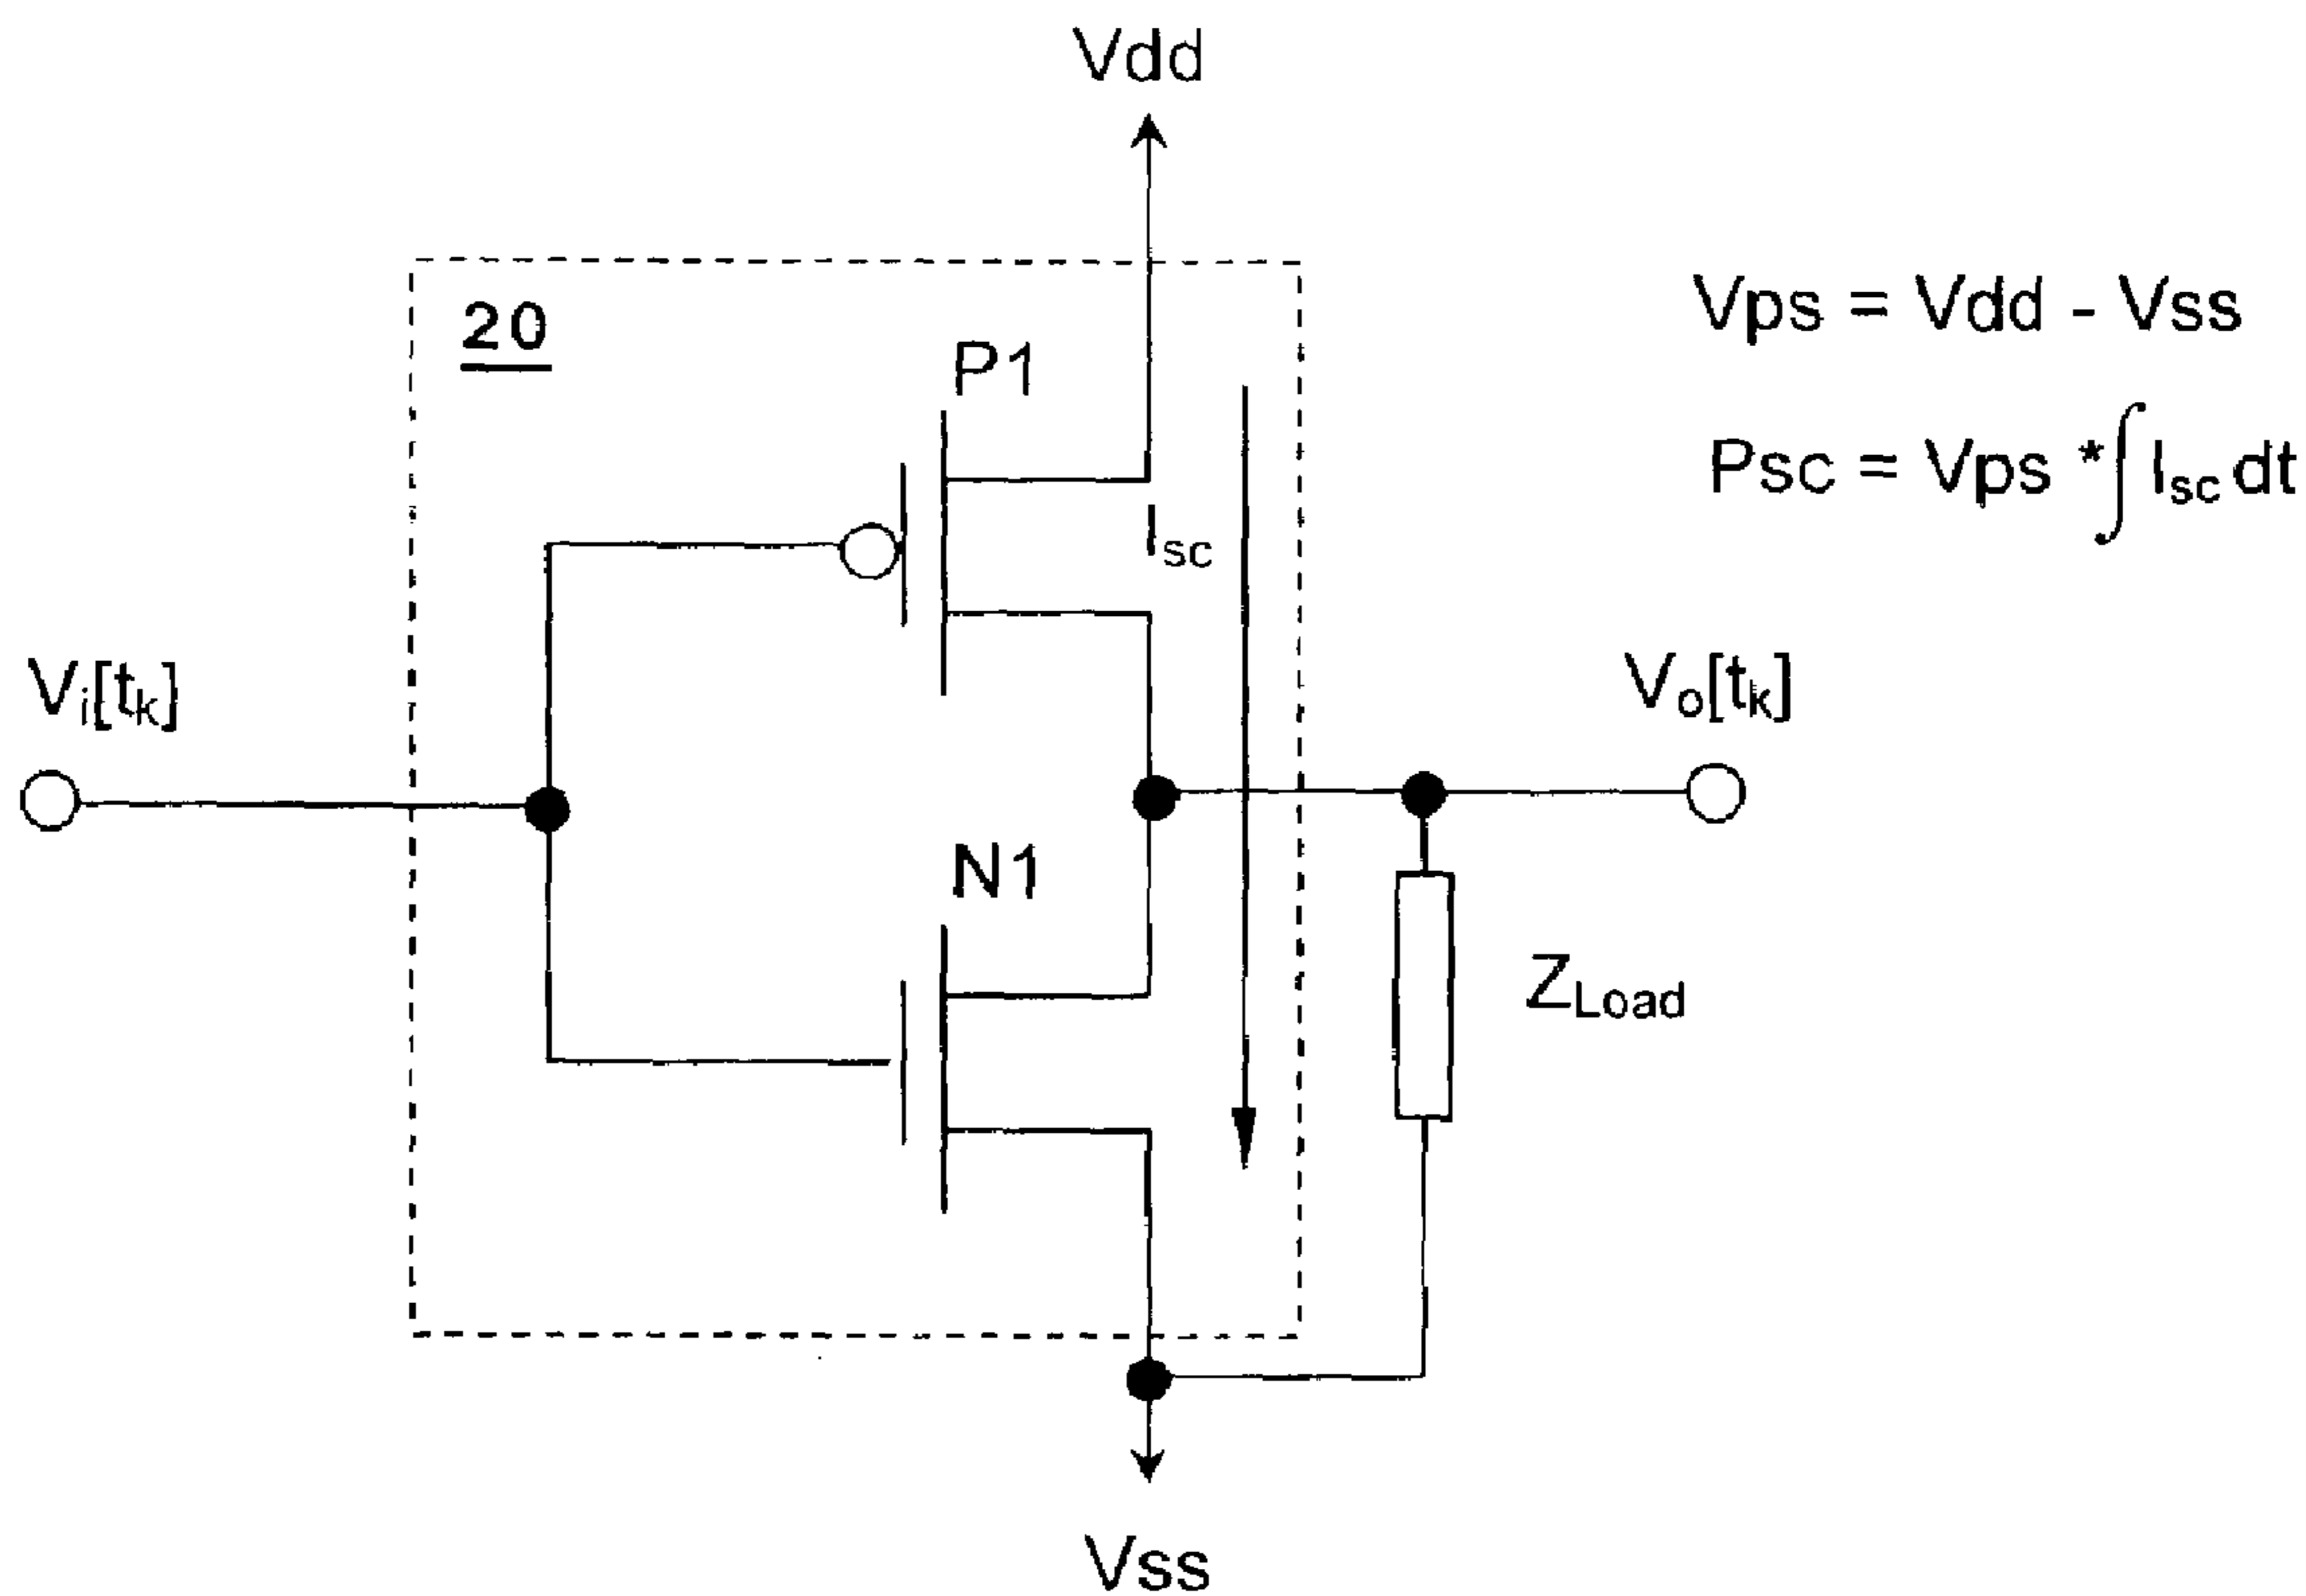 Vdd
20
Vps = Vdd - Vss
P1
Psc = Vps * ∫ Isc dt
Isc
Vi[tk]
Vo[tk]
N1
ZLoad
Vss